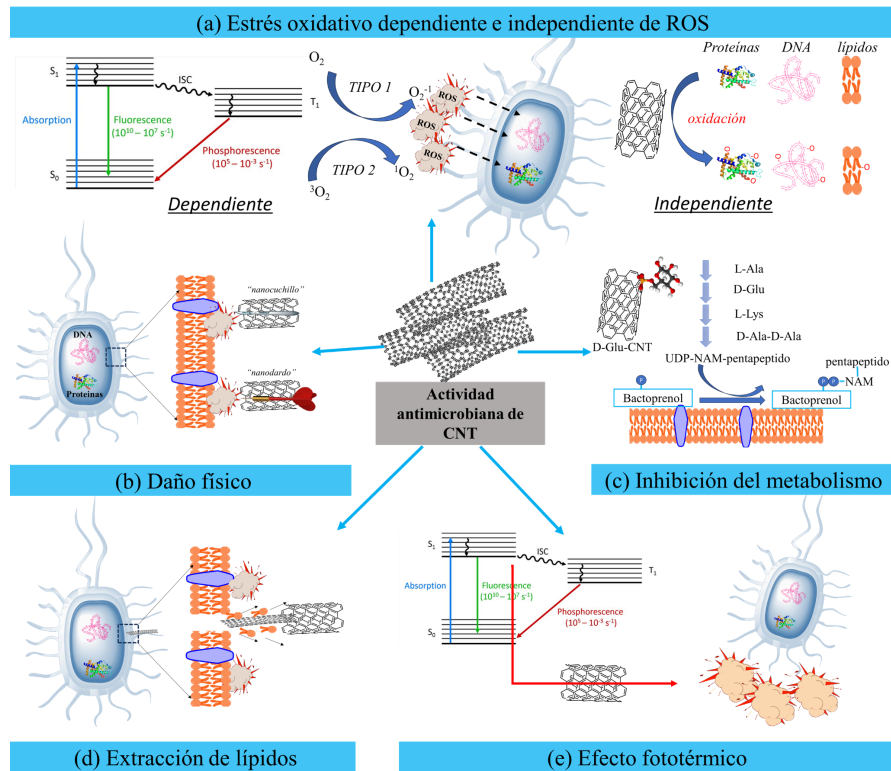 (a) Estrés oxidativo dependiente e independiente de ROS
S1
ISC
T1
Absorption
Fluorescence
(10¹⁰ – 10⁷ s⁻¹)
Phosphorescence
(10⁵ – 10⁻³ s⁻¹)
S0
Dependiente
O₂
TIPO 1
O₂⁻¹
ROS
ROS
ROS
TIPO 2
³O₂
¹O₂
Proteínas
DNA
lípidos
oxidación
O
O
O
O
O
Independiente
DNA
Proteínas
"nanocuchillo"
"nanodardo"
(b) Daño físico
Actividad
antimicrobiana de
CNT
D-Glu-CNT
L-Ala
D-Glu
L-Lys
D-Ala-D-Ala
UDP-NAM-pentapeptido
pentapeptido
P
P
P
NAM
Bactoprenol
Bactoprenol
(c) Inhibición del metabolismo
(d) Extracción de lípidos
S1
ISC
T1
Absorption
Fluorescence
(10¹⁰ – 10⁷ s⁻¹)
Phosphorescence
(10⁵ – 10⁻³ s⁻¹)
S0
(e) Efecto fototérmico